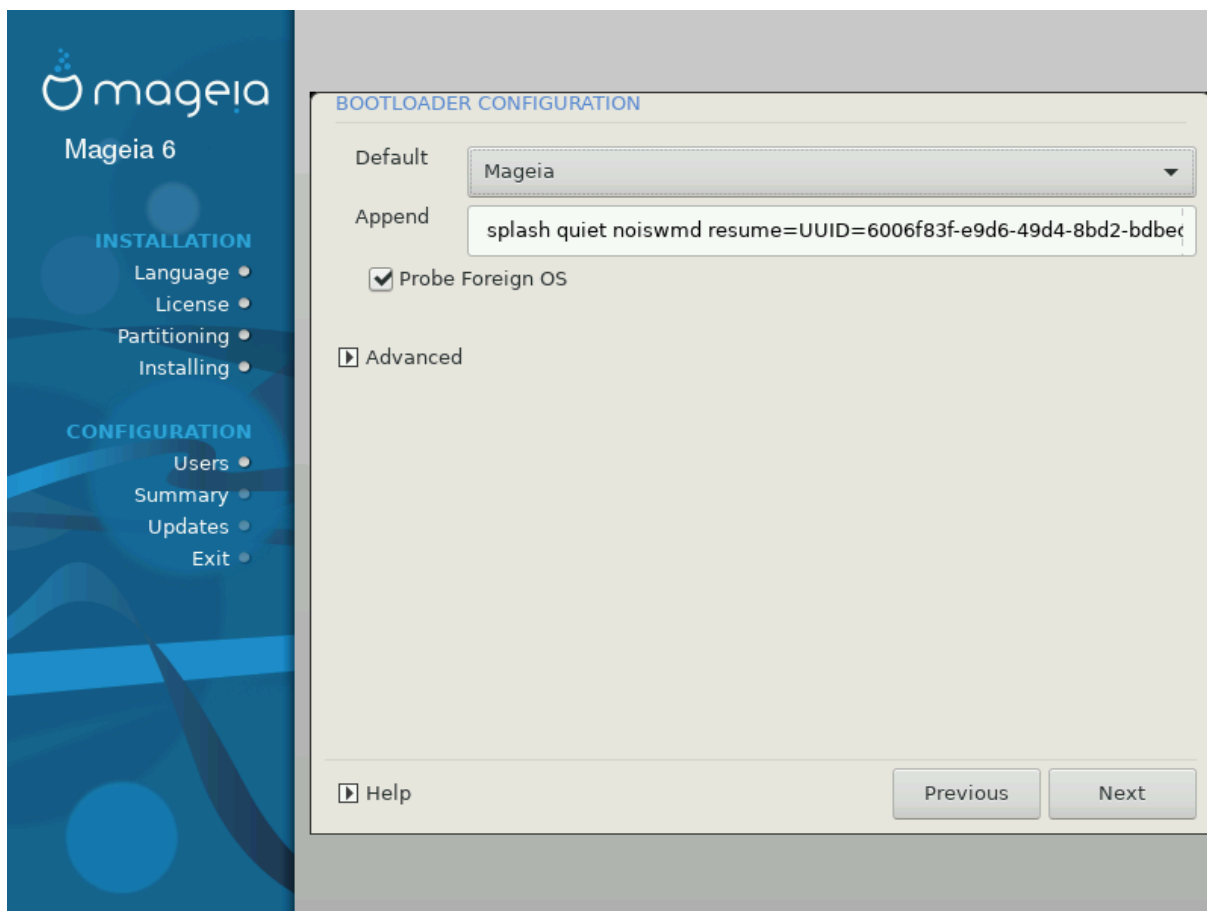 mageia
Mageia 6
INSTALLATION
Language
License
Partitioning
Installing
CONFIGURATION
Users
Summary
Updates
Exit
BOOTLOADER CONFIGURATION
Default
Mageia
Append
splash quiet noiswmd resume=UUID=6006f83f-e9d6-49d4-8bd2-bdbec
Probe Foreign OS
Advanced
Help
Previous
Next